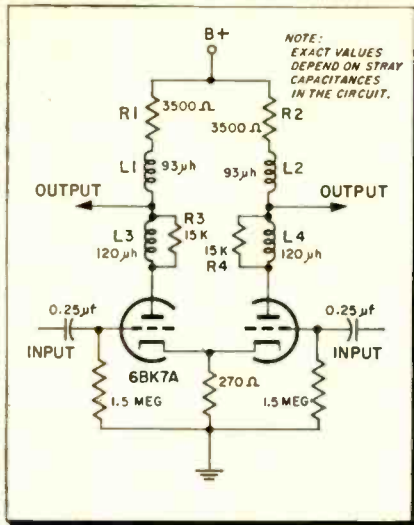 B+
NOTE:
EXACT VALUES
DEPEND ON STRAY
CAPACITANCES
IN THE CIRCUIT.
R1
3500Ω
R2
3500Ω
L1
93μh
93μh
L2
OUTPUT
OUTPUT
L3
120μh
R3
15K
15K
R4
L4
120μh
0.25μf
0.25μf
INPUT
INPUT
6BK7A
270Ω
1.5 MEG
1.5 MEG